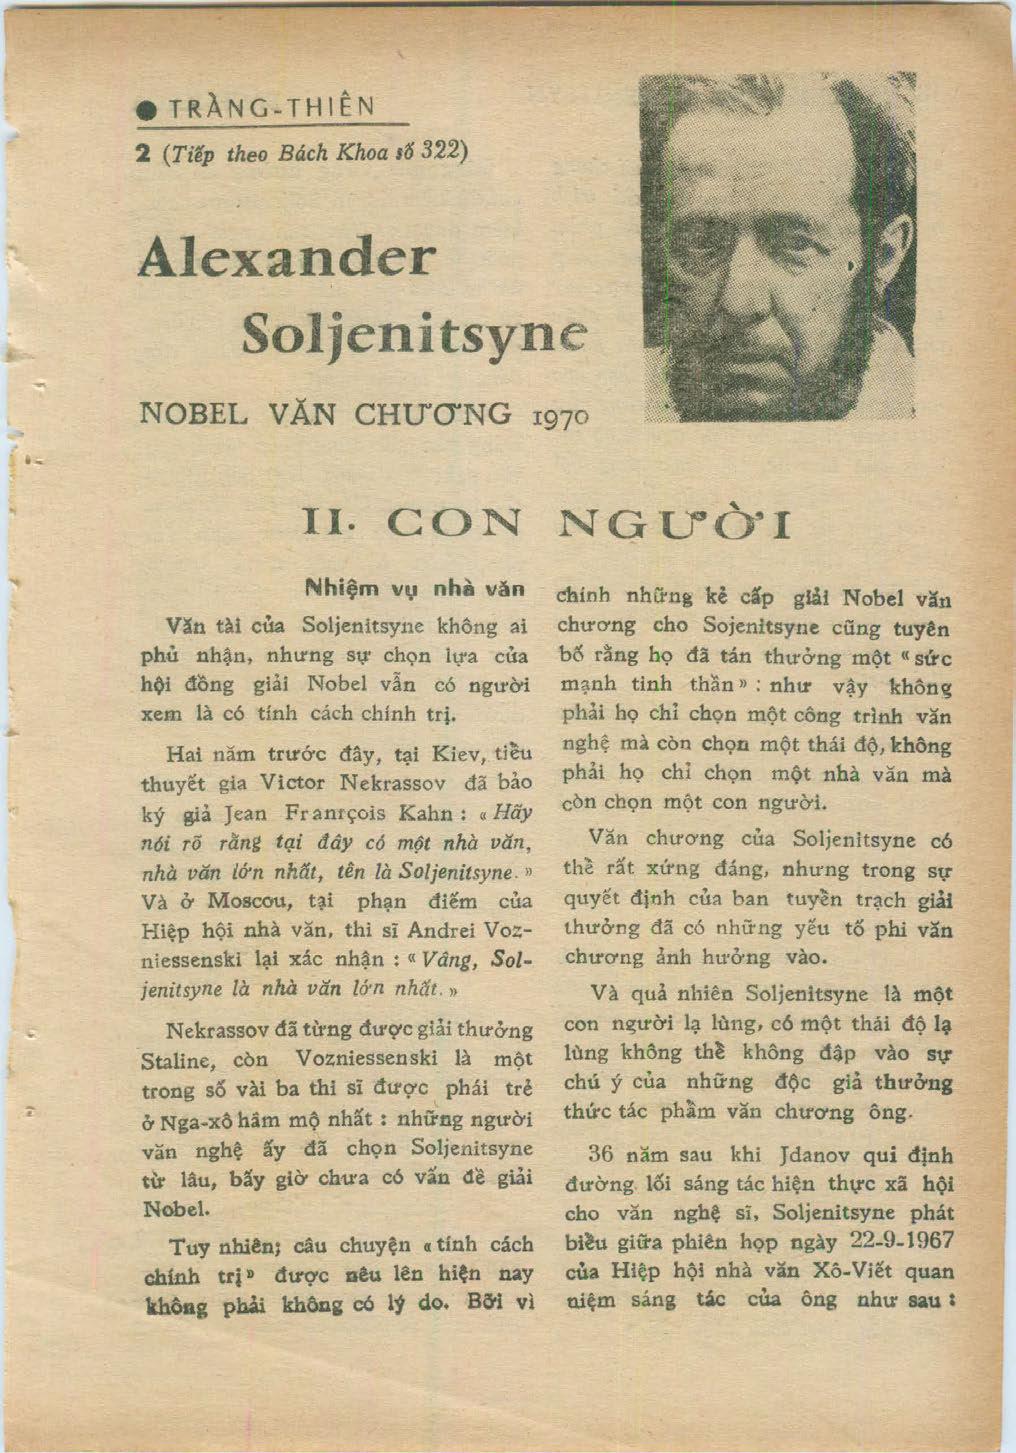 ● TRÀNG-THIÊN
2 (Tiếp theo Bách Khoa số 322)
Alexander
Soljenitsyne
NOBEL VĂN CHƯƠNG 1970
II. CON NGƯỜI
Nhiệm vụ nhà văn
Văn tài của Soljenitsyne không ai
phủ nhận, nhưng sự chọn lựa của
hội đồng giải Nobel vẫn có người
xem là có tính cách chính trị.
Hai năm trước đây, tại Kiev, tiểu
thuyết gia Victor Nekrassov đã bảo
ký giả Jean Franrçois Kahn : « Hãy
nói rõ rằng tại đây có một nhà văn,
nhà văn lớn nhất, tên là Soljenitsyne. »
Và ở Moscou, tại phạn điếm của
Hiệp hội nhà văn, thi sĩ Andrei Voz-
niessenski lại xác nhận : « Vâng, Sol-
jenitsyne là nhà văn lớn nhất. »
Nekrassov đã từng được giải thưởng
Staline, còn Vozniessenski là một
trong số vài ba thi sĩ được phái trẻ
ở Nga-xô hâm mộ nhất : những người
văn nghệ ấy đã chọn Soljenitsyne
từ lâu, bấy giờ chưa có vấn đề giải
Nobel.
Tuy nhiên; câu chuyện « tính cách
chính trị » được nêu lên hiện nay
không phải không có lý do. Bởi vì
chính những kẻ cấp giải Nobel văn
chương cho Sojenitsyne cũng tuyên
bố rằng họ đã tán thưởng một « sức
mạnh tinh thần » : như vậy không
phải họ chỉ chọn một công trình văn
nghệ mà còn chọn một thái độ, không
phải họ chỉ chọn một nhà văn mà
còn chọn một con người.
Văn chương của Soljenitsyne có
thể rất xứng đáng, nhưng trong sự
quyết định của ban tuyển trạch giải
thưởng đã có những yếu tố phi văn
chương ảnh hưởng vào.
Và quả nhiên Soljenitsyne là một
con người lạ lùng, có một thái độ lạ
lùng không thể không đập vào sự
chú ý của những độc giả thưởng
thức tác phẩm văn chương ông.
36 năm sau khi Jdanov qui định
đường lối sáng tác hiện thực xã hội
cho văn nghệ sĩ, Soljenitsyne phát
biểu giữa phiên họp ngày 22-9-1967
của Hiệp hội nhà văn Xô-Viết quan
niệm sáng tác của ông như sau :